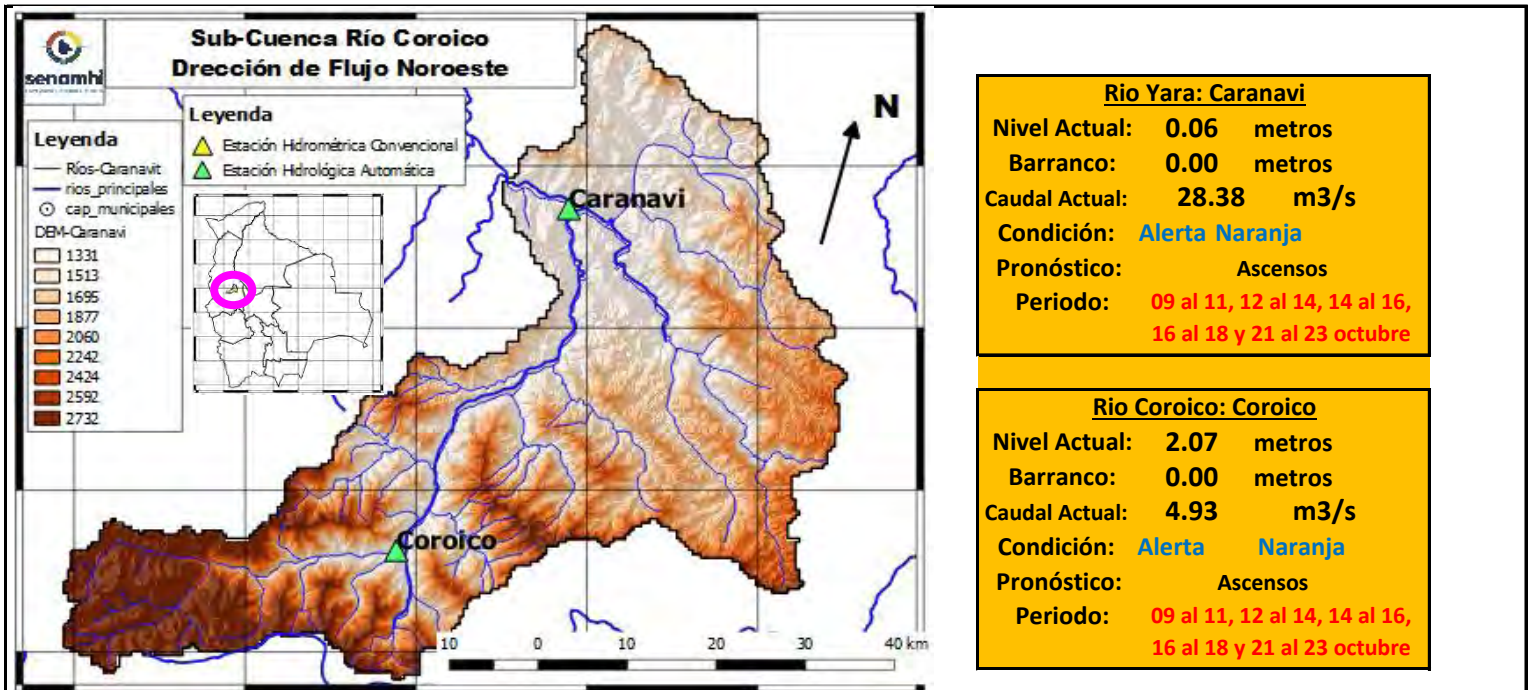 Sub-Cuenca Río Coroico
Drección de Flujo Noroeste
senamhi
Leyenda
Estación Hidrométrica Convencional
Estación Hidrológica Automática
Leyenda
Ríos-Caranavit
rios_principales
cap_municipales
DEM-Caranavi
1331
1513
1695
1877
2060
2242
2424
2592
2732
N
Caranavi
Coroico
10 0 10 20 30 40 km
Rio Yara: Caranavi
Nivel Actual: 0.06 metros
Barranco: 0.00 metros
Caudal Actual: 28.38 m3/s
Condición: Alerta Naranja
Pronóstico: Ascensos
Periodo: 09 al 11, 12 al 14, 14 al 16,
16 al 18 y 21 al 23 octubre
Rio Coroico: Coroico
Nivel Actual: 2.07 metros
Barranco: 0.00 metros
Caudal Actual: 4.93 m3/s
Condición: Alerta Naranja
Pronóstico: Ascensos
Periodo: 09 al 11, 12 al 14, 14 al 16,
16 al 18 y 21 al 23 octubre